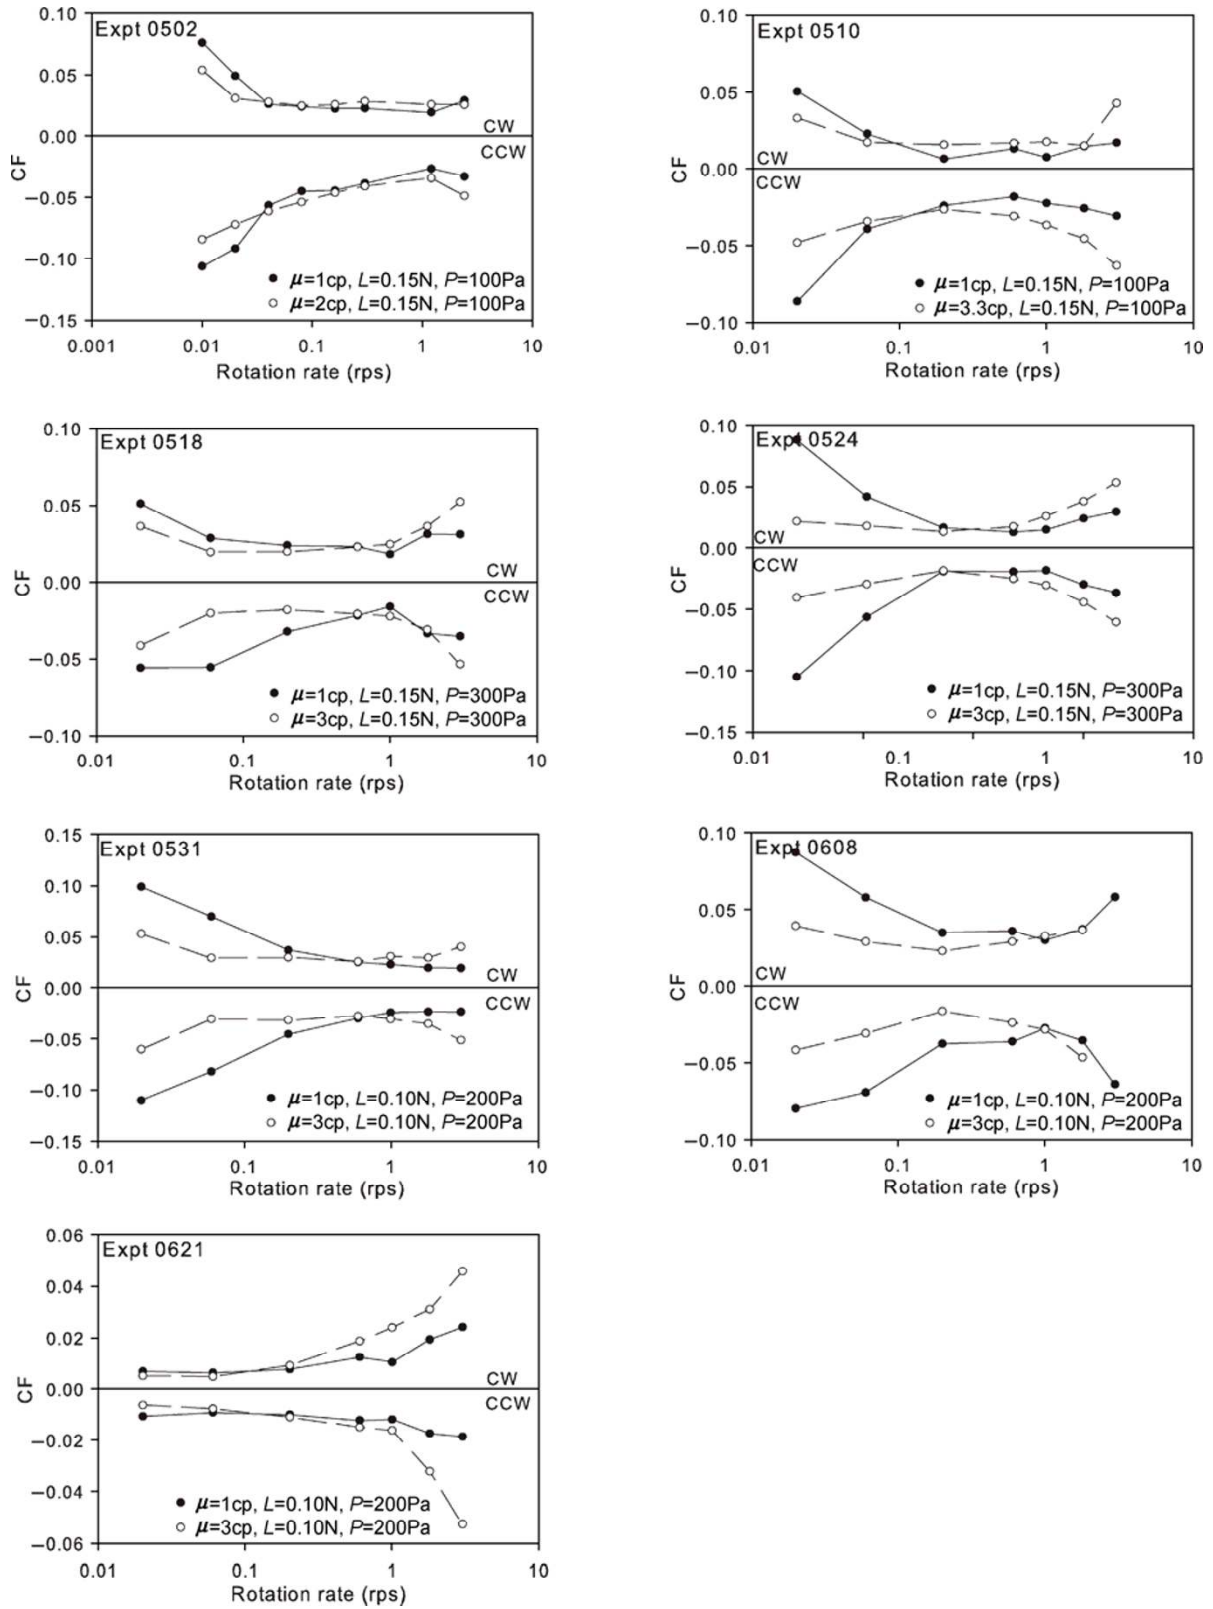 Expt 0502
0.10
0.05
0.00
−0.05
−0.10
−0.15
CF
CW
CCW
μ=1cp, L=0.15N, P=100Pa
μ=2cp, L=0.15N, P=100Pa
0.001 0.01 0.1 1 10
Rotation rate (rps)
Expt 0510
0.10
0.05
0.00
−0.05
−0.10
CF
CW
CCW
μ=1cp, L=0.15N, P=100Pa
μ=3.3cp, L=0.15N, P=100Pa
0.01 0.1 1 10
Rotation rate (rps)
Expt 0518
0.10
0.05
0.00
−0.05
−0.10
CF
CW
CCW
μ=1cp, L=0.15N, P=300Pa
μ=3cp, L=0.15N, P=300Pa
0.01 0.1 1 10
Rotation rate (rps)
Expt 0524
0.10
0.05
0.00
−0.05
−0.10
−0.15
CF
CW
CCW
μ=1cp, L=0.15N, P=300Pa
μ=3cp, L=0.15N, P=300Pa
0.01 0.1 1 10
Rotation rate (rps)
Expt 0531
0.15
0.10
0.05
0.00
−0.05
−0.10
−0.15
CF
CW
CCW
μ=1cp, L=0.10N, P=200Pa
μ=3cp, L=0.10N, P=200Pa
0.01 0.1 1 10
Rotation rate (rps)
Expt 0608
0.10
0.05
0.00
−0.05
−0.10
CF
CW
CCW
μ=1cp, L=0.10N, P=200Pa
μ=3cp, L=0.10N, P=200Pa
0.01 0.1 1 10
Rotation rate (rps)
Expt 0621
0.06
0.04
0.02
0.00
−0.02
−0.04
−0.06
CF
CW
CCW
μ=1cp, L=0.10N, P=200Pa
μ=3cp, L=0.10N, P=200Pa
0.01 0.1 1 10
Rotation rate (rps)